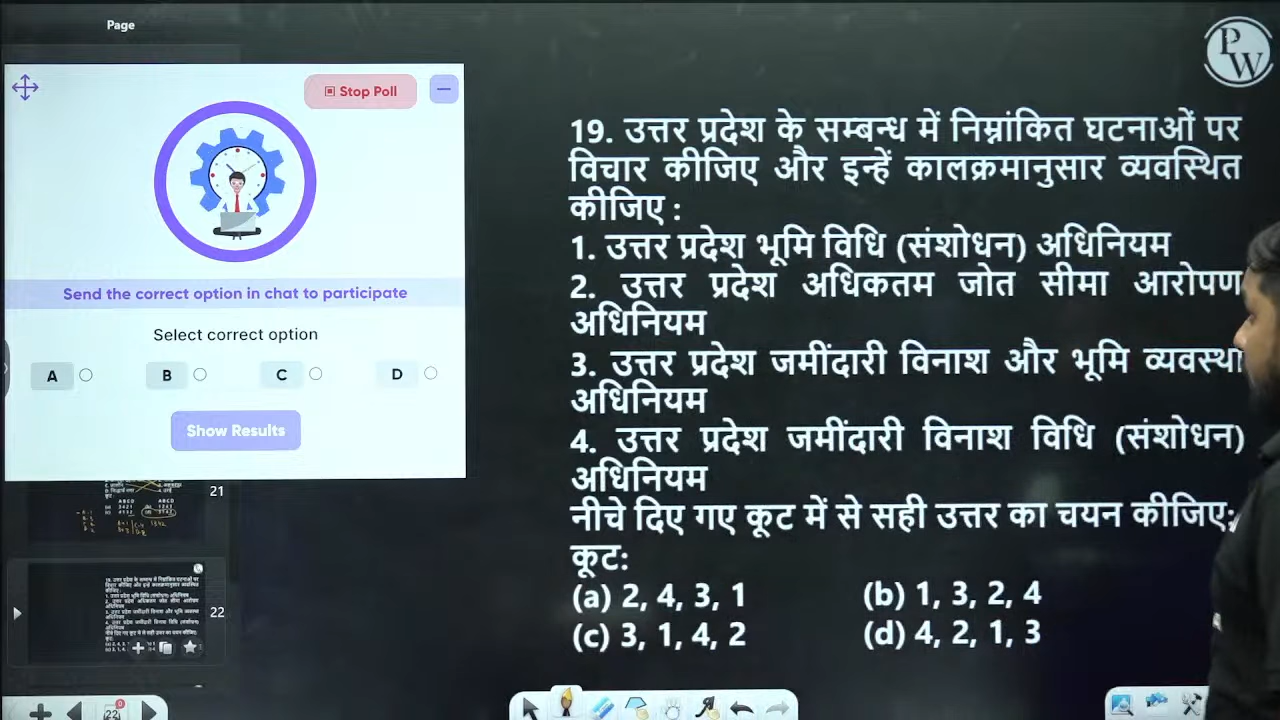 Page
PW
Stop Poll
Send the correct option in chat to participate
Select correct option
A
B
C
D
Show Results
19. उत्तर प्रदेश के सम्बन्ध में निम्नांकित घटनाओं पर
विचार कीजिए और इन्हें कालक्रमानुसार व्यवस्थित
कीजिए :
1. उत्तर प्रदेश भूमि विधि (संशोधन) अधिनियम
2. उत्तर प्रदेश अधिकतम जोत सीमा आरोपण
अधिनियम
3. उत्तर प्रदेश जमींदारी विनाश और भूमि व्यवस्था
अधिनियम
4. उत्तर प्रदेश जमींदारी विनाश विधि (संशोधन)
अधिनियम
नीचे दिए गए कूट में से सही उत्तर का चयन कीजिए:
कूट:
(a) 2, 4, 3, 1
(b) 1, 3, 2, 4
(c) 3, 1, 4, 2
(d) 4, 2, 1, 3
21
22
22